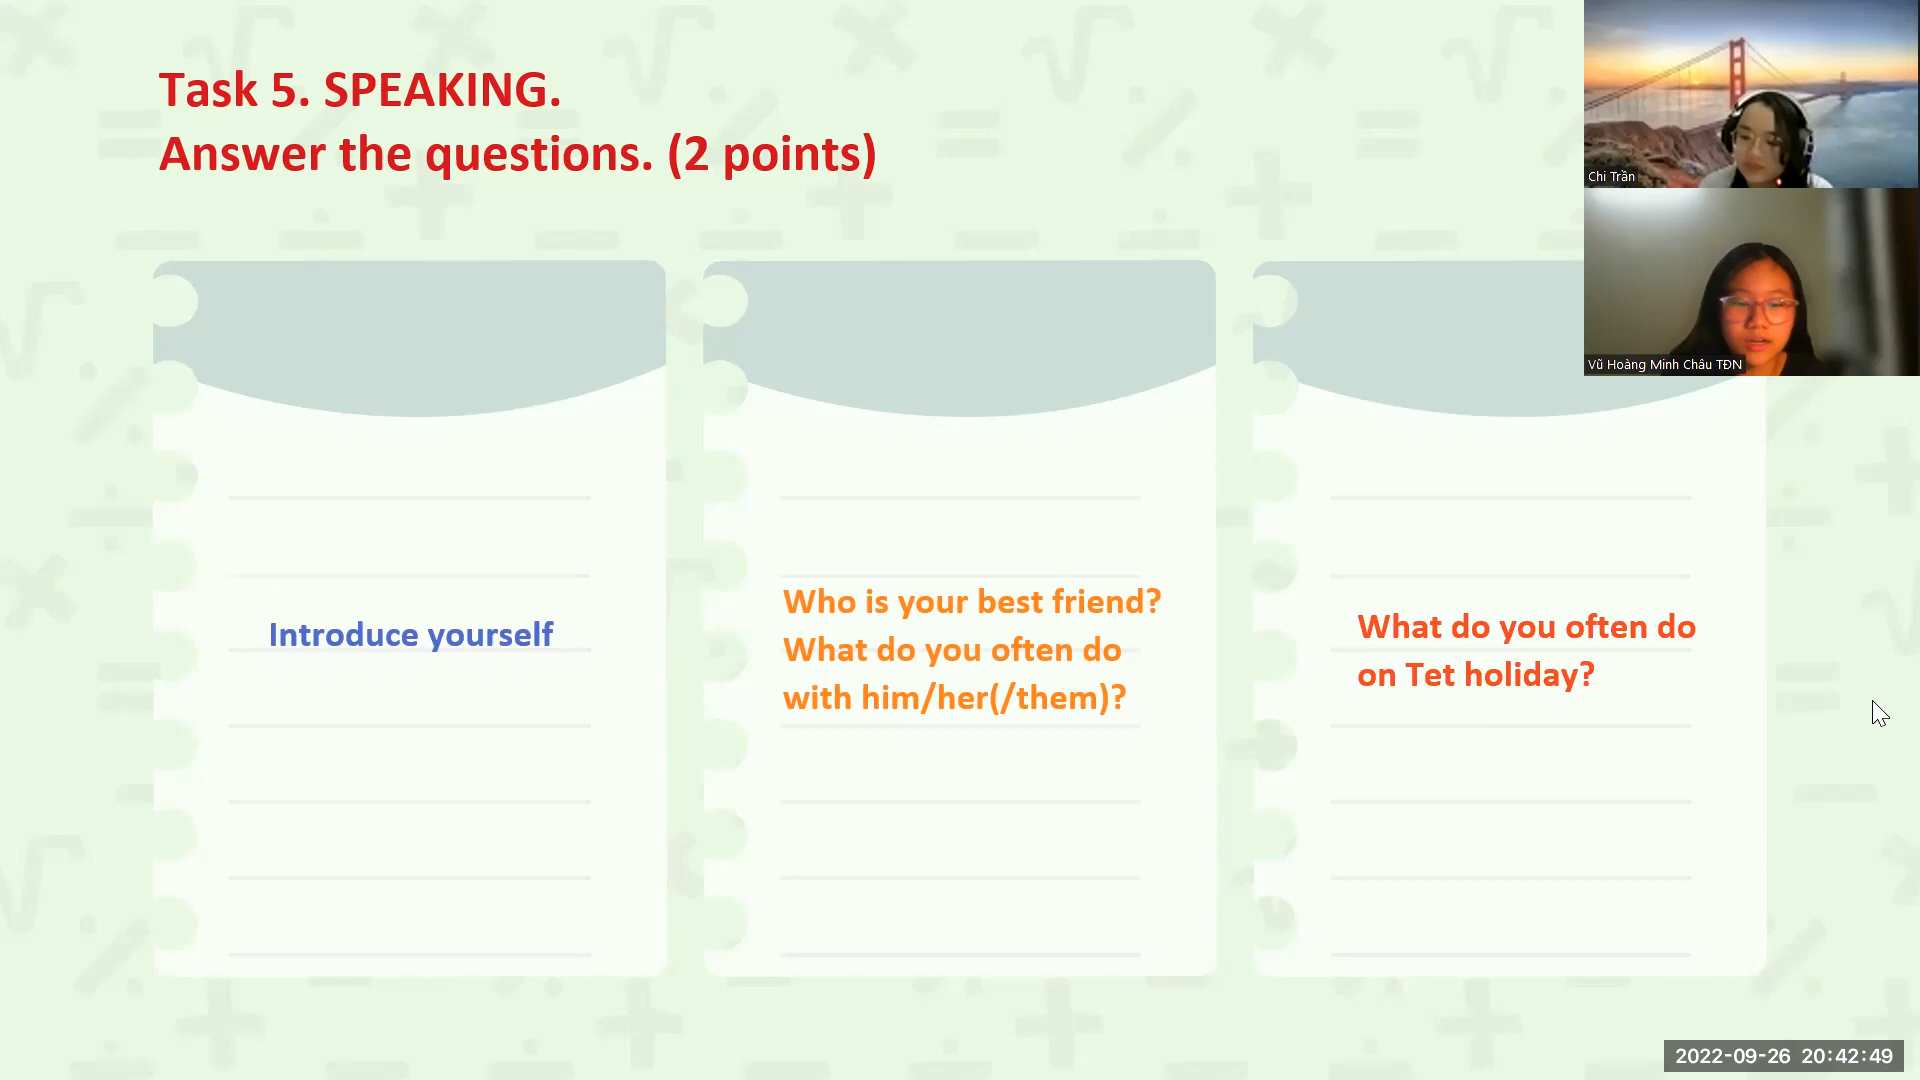 Task 5. SPEAKING.
Answer the questions. (2 points)
Chi Trần
Vũ Hoàng Minh Châu TĐN
Introduce yourself
Who is your best friend?
What do you often do
with him/her(/them)?
What do you often do
on Tet holiday?
2022-09-26 20:42:49